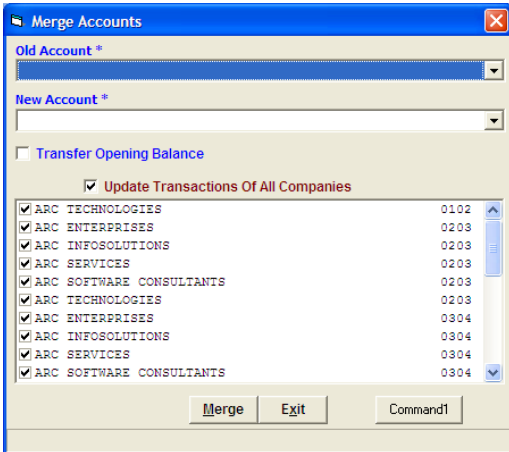 Merge Accounts
Old Account *
New Account *
Transfer Opening Balance
Update Transactions Of All Companies
ARC TECHNOLOGIES 0102
ARC ENTERPRISES 0203
ARC INFOSOLUTIONS 0203
ARC SERVICES 0203
ARC SOFTWARE CONSULTANTS 0203
ARC TECHNOLOGIES 0203
ARC ENTERPRISES 0304
ARC INFOSOLUTIONS 0304
ARC SERVICES 0304
ARC SOFTWARE CONSULTANTS 0304
Merge Exit Command1